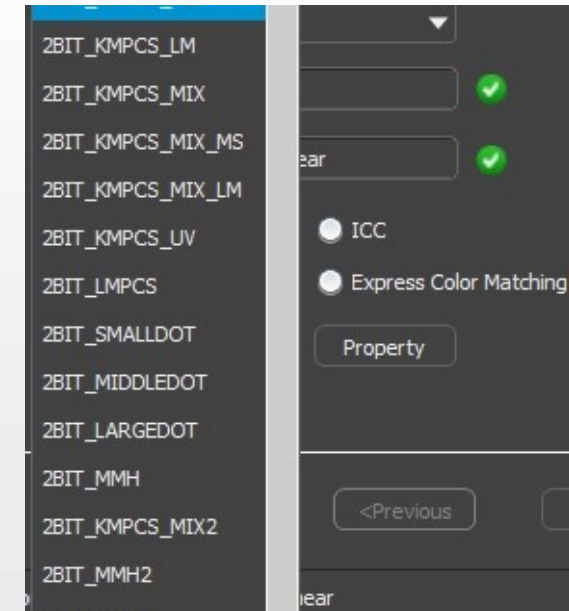 2BIT_KMPCS_LM
2BIT_KMPCS_MIX
2BIT_KMPCS_MIX_MS
ear
2BIT_KMPCS_MIX_LM
2BIT_KMPCS_UV
ICC
2BIT_LMPCS
Express Color Matching
2BIT_SMALLDOT
Property
2BIT_MIDDLEDOT
2BIT_LARGEDOT
2BIT_MMH
<Previous
2BIT_KMPCS_MIX2
2BIT_MMH2
near